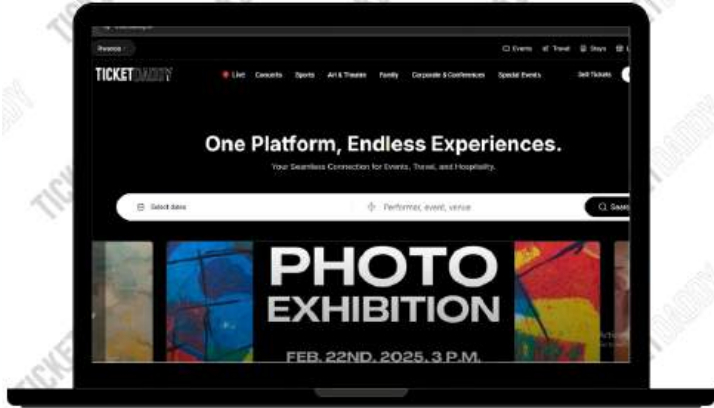 Rwanda
Events Travel Stays
TICKETDADDY
Live Concerts Sports Art & Theatre Family Corporate & Conferences Special Events Sell Tickets
One Platform, Endless Experiences.
Your Seamless Connection for Events, Travel, and Hospitality.
Select dates Performer, event, venue
PHOTO
EXHIBITION
FEB. 22ND, 2025, 3 P.M.